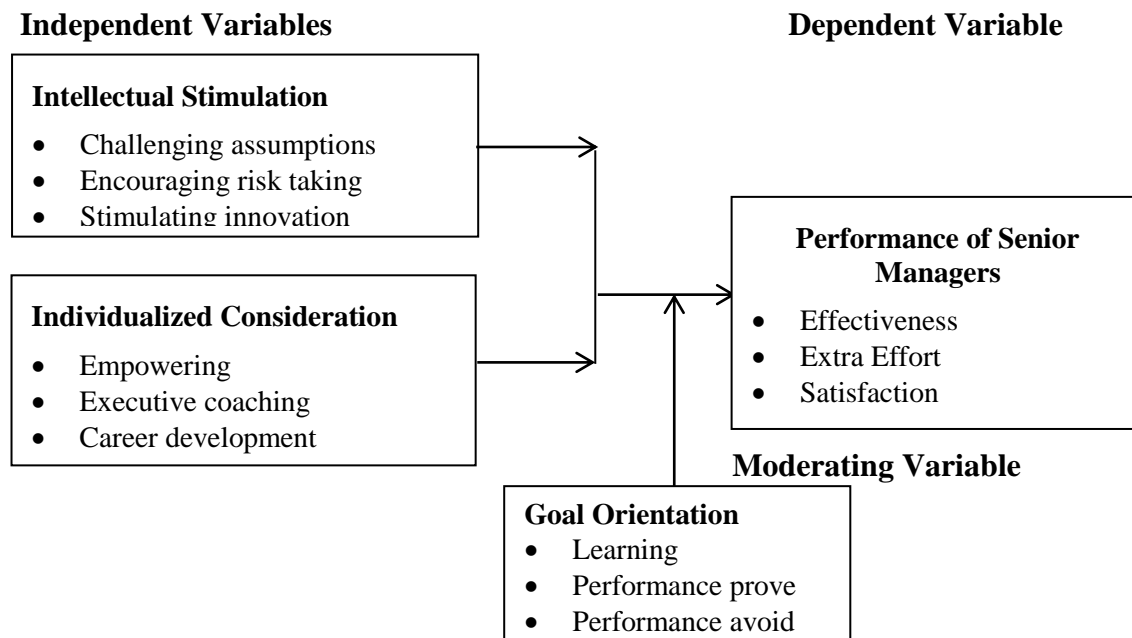 Independent Variables
Dependent Variable
Intellectual Stimulation
• Challenging assumptions
• Encouraging risk taking
• Stimulating innovation
Individualized Consideration
• Empowering
• Executive coaching
• Career development
Performance of Senior
Managers
• Effectiveness
• Extra Effort
• Satisfaction
Moderating Variable
Goal Orientation
• Learning
• Performance prove
• Performance avoid